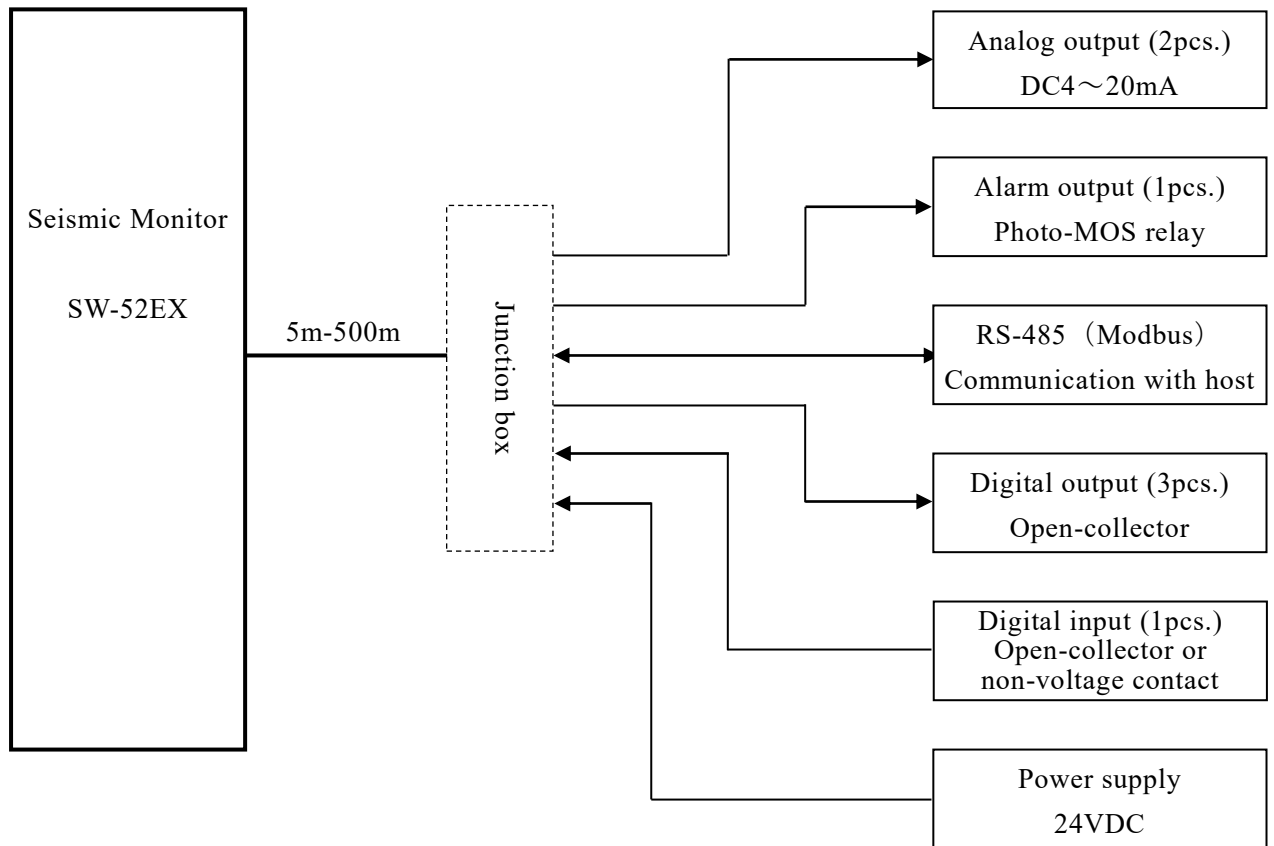 Seismic Monitor
SW-52EX
5m-500m
Junction box
Analog output (2pcs.)
DC4～20mA
Alarm output (1pcs.)
Photo-MOS relay
RS-485（Modbus）
Communication with host
Digital output (3pcs.)
Open-collector
Digital input (1pcs.)
Open-collector or
non-voltage contact
Power supply
24VDC